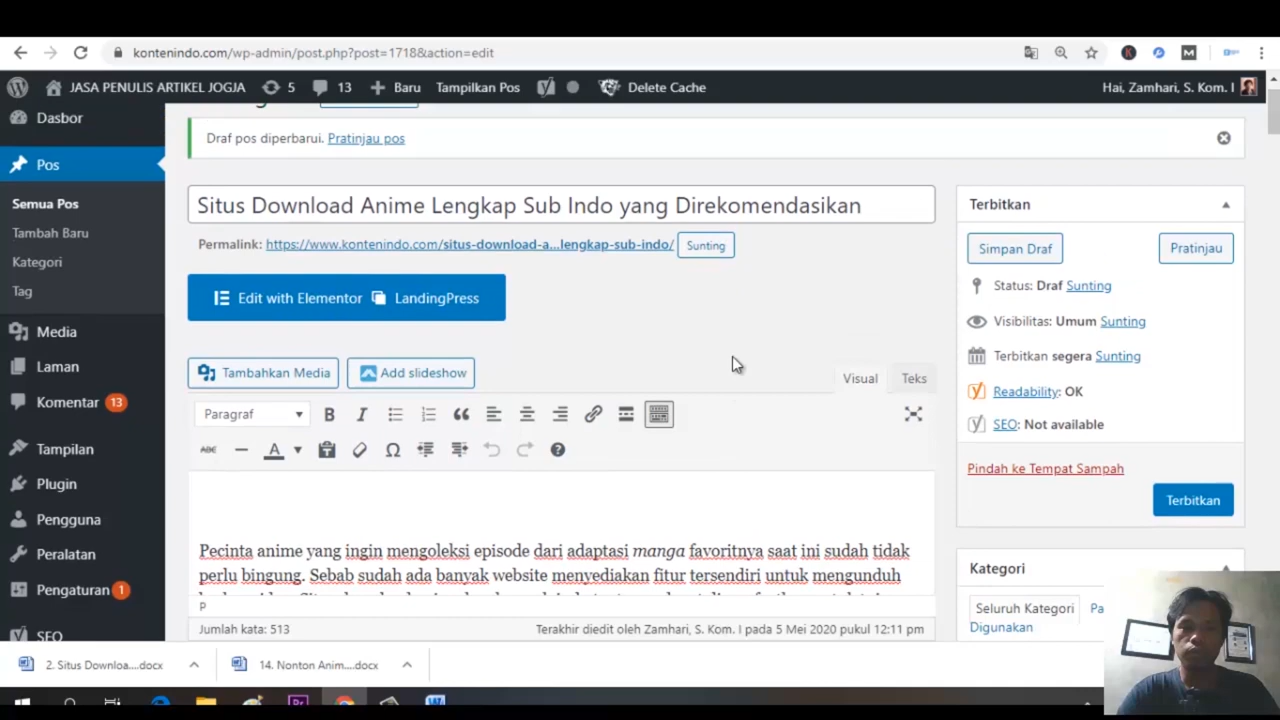 kontenindo.com/wp-admin/post.php?post=1718&action=edit
JASA PENULIS ARTIKEL JOGJA 5 13 Baru Tampilkan Pos Delete Cache Hai, Zamhari, S. Kom. I
Dasbor
Pos
Semua Pos
Tambah Baru
Kategori
Tag
Media
Laman
Komentar 13
Tampilan
Plugin
Pengguna
Peralatan
Pengaturan 1
SEO
Draf pos diperbarui. Pratinjau pos
Situs Download Anime Lengkap Sub Indo yang Direkomendasikan
Permalink: https://www.kontenindo.com/situs-download-a...lengkap-sub-indo/ Sunting
Edit with Elementor LandingPress
Tambahkan Media Add slideshow
Visual Teks
Paragraf B I
ABC A
Pecinta anime yang ingin mengoleksi episode dari adaptasi manga favoritnya saat ini sudah tidak
perlu bingung. Sebab sudah ada banyak website menyediakan fitur tersendiri untuk mengunduh
P
Jumlah kata: 513 Terakhir diedit oleh Zamhari, S. Kom. I pada 5 Mei 2020 pukul 12:11 pm
Terbitkan
Simpan Draf Pratinjau
Status: Draf Sunting
Visibilitas: Umum Sunting
Terbitkan segera Sunting
Readability: OK
SEO: Not available
Pindah ke Tempat Sampah
Terbitkan
Kategori
Seluruh Kategori Pa
Digunakan
2. Situs Downloa....docx 14. Nonton Anim....docx